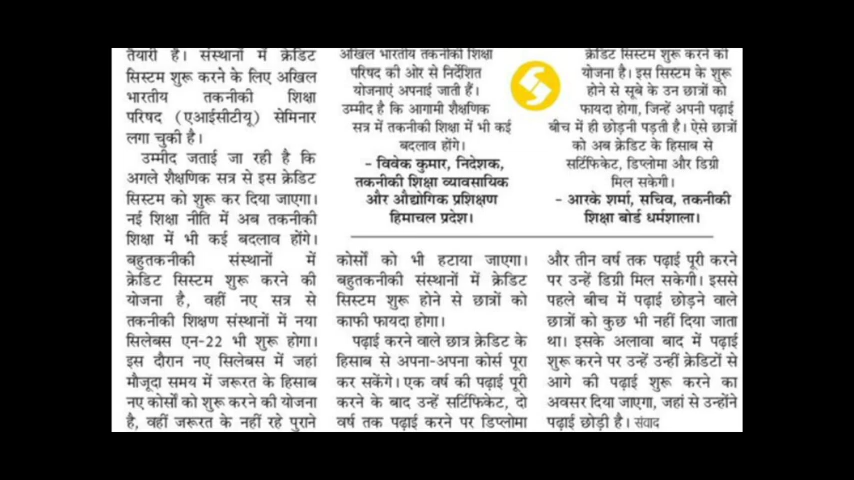 तैयारी है। संस्थानों में क्रेडिट
सिस्टम शुरू करने के लिए अखिल
भारतीय तकनीकी शिक्षा
परिषद (एआईसीटीयू) सेमिनार
लगा चुकी है।
उम्मीद जताई जा रही है कि
अगले शैक्षणिक सत्र से इस क्रेडिट
सिस्टम को शुरू कर दिया जाएगा।
नई शिक्षा नीति में अब तकनीकी
शिक्षा में भी कई बदलाव होंगे।
बहुतकनीकी संस्थानों में
क्रेडिट सिस्टम शुरू करने की
योजना है, वहीं नए सत्र से
तकनीकी शिक्षण संस्थानों में नया
सिलेबस एन-22 भी शुरू होगा।
इस दौरान नए सिलेबस में जहां
मौजूदा समय में जरूरत के हिसाब
नए कोर्सों को शुरू करने की योजना
है, वहीं जरूरत के नहीं रहे पुराने
अखिल भारतीय तकनीकी शिक्षा
परिषद की ओर से निर्देशित
योजनाएं अपनाई जाती हैं।
उम्मीद है कि आगामी शैक्षणिक
सत्र में तकनीकी शिक्षा में भी कई
बदलाव होंगे।
- विवेक कुमार, निदेशक,
तकनीकी शिक्षा व्यावसायिक
और औद्योगिक प्रशिक्षण
हिमाचल प्रदेश।
क्रेडिट सिस्टम शुरू करने की
योजना है। इस सिस्टम के शुरू
होने से सूबे के उन छात्रों को
फायदा होगा, जिन्हें अपनी पढ़ाई
बीच में ही छोड़नी पड़ती है। ऐसे छात्रों
को अब क्रेडिट के हिसाब से
सर्टिफिकेट, डिप्लोमा और डिग्री
मिल सकेगी।
- आरके शर्मा, सचिव, तकनीकी
शिक्षा बोर्ड धर्मशाला।
कोर्सों को भी हटाया जाएगा।
बहुतकनीकी संस्थानों में क्रेडिट
सिस्टम शुरू होने से छात्रों को
काफी फायदा होगा।
पढ़ाई करने वाले छात्र क्रेडिट के
हिसाब से अपना-अपना कोर्स पूरा
कर सकेंगे। एक वर्ष की पढ़ाई पूरी
करने के बाद उन्हें सर्टिफिकेट, दो
वर्ष तक पढ़ाई करने पर डिप्लोमा
और तीन वर्ष तक पढ़ाई पूरी करने
पर उन्हें डिग्री मिल सकेगी। इससे
पहले बीच में पढ़ाई छोड़ने वाले
छात्रों को कुछ भी नहीं दिया जाता
था। इसके अलावा बाद में पढ़ाई
शुरू करने पर उन्हें उन्हीं क्रेडिटों से
आगे की पढ़ाई शुरू करने का
अवसर दिया जाएगा, जहां से उन्होंने
पढ़ाई छोड़ी है। संवाद